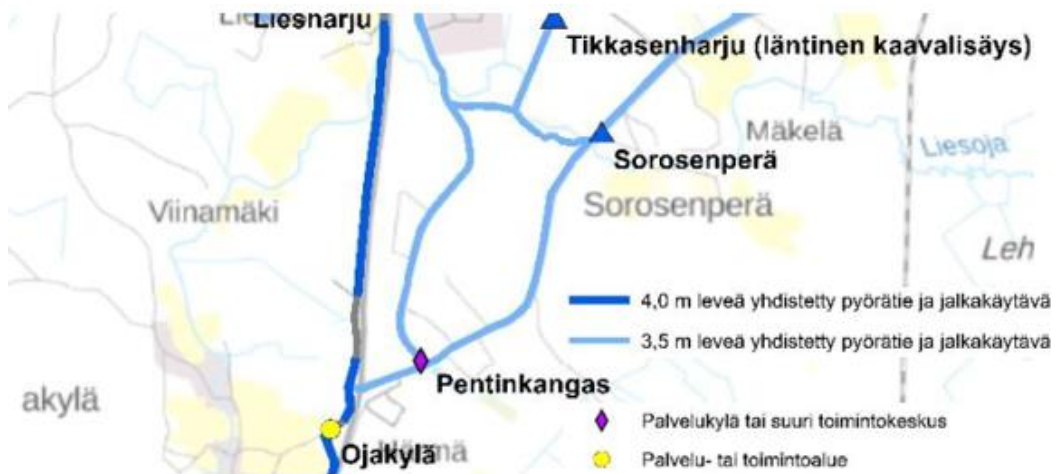 Liesharju
Tikkasenharju (läntinen kaavalisäys)
Mäkelä
Sorosenperä
Liesoja
Viinamäki
Sorosenperä
Leh
4,0 m leveä yhdistetty pyörätie ja jalkakäytävä
3,5 m leveä yhdistetty pyörätie ja jalkakäytävä
Pentinkangas
akylä
Palvelukylä tai suuri toimintokeskus
Ojakylä
Palvelu- tai toimintoalue